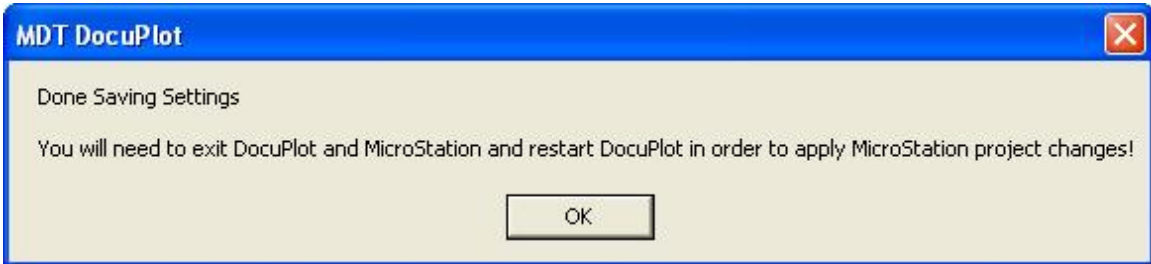 MDT DocuPlot
Done Saving Settings
You will need to exit DocuPlot and MicroStation and restart DocuPlot in order to apply MicroStation project changes!
OK